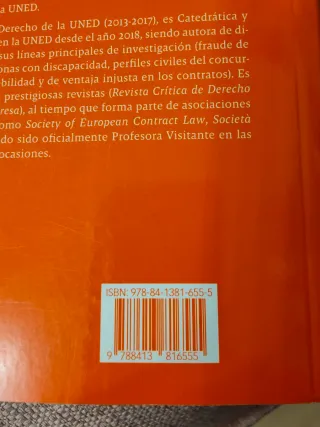 a UNED.
Derecho de la UNED (2013-2017), es Catedrática y
en la UNED desde el año 2018, siendo autora de di-
sus líneas principales de investigación (fraude de
onas con discapacidad, perfiles civiles del concur-
bilidad y de ventaja injusta en los contratos). Es
prestigiosas revistas (Revista Crítica de Derecho
resa), al tiempo que forma parte de asociaciones
omo Society of European Contract Law, Società
do sido oficialmente Profesora Visitante en las
ocasiones.
ISBN: 978-84-1381-655-5
9 788413 816555